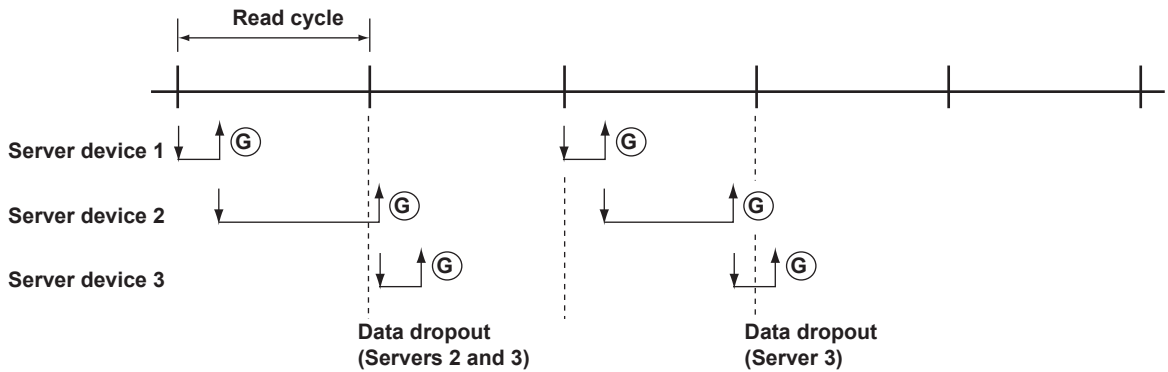 Read cycle
Server device 1 G G
Server device 2 G G
Server device 3 G G
Data dropout
(Servers 2 and 3)
Data dropout
(Server 3)